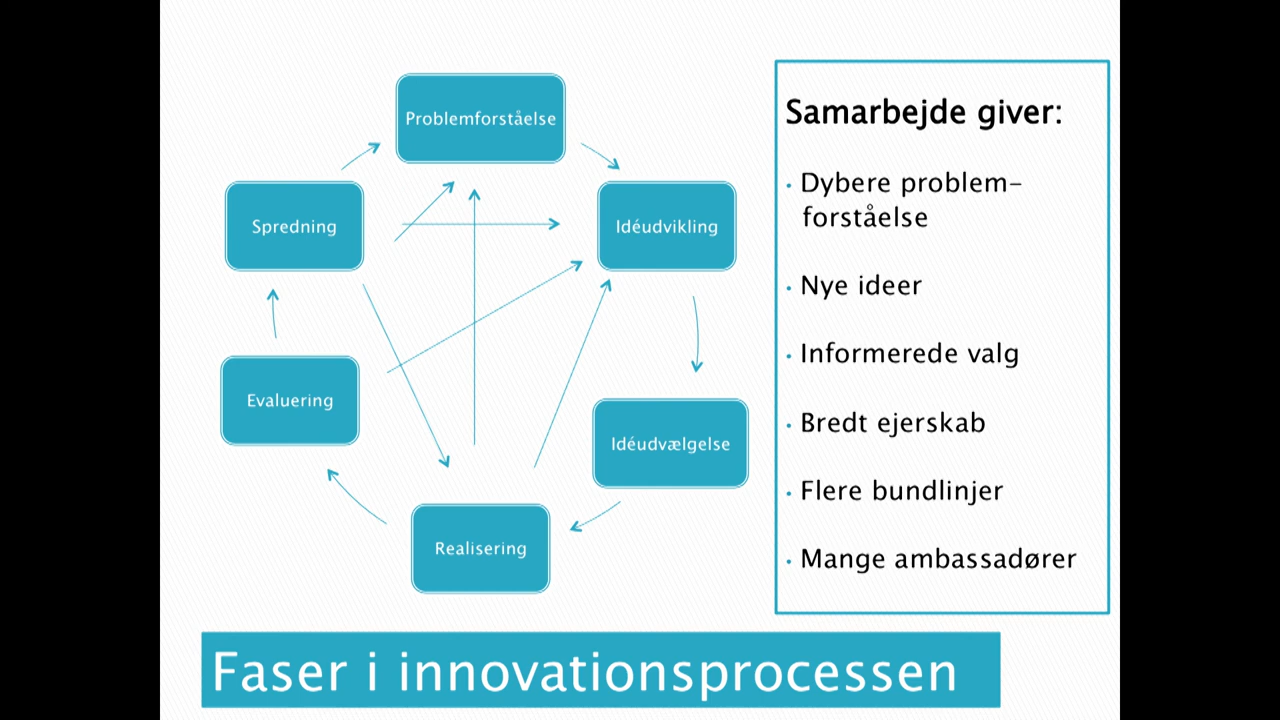 Problemforståelse
Spredning
Idéudvikling
Evaluering
Idéudvælgelse
Realisering
Samarbejde giver:
• Dybere problem-
forståelse
• Nye ideer
• Informerede valg
• Bredt ejerskab
• Flere bundlinjer
• Mange ambassadører
Faser i innovationsprocessen